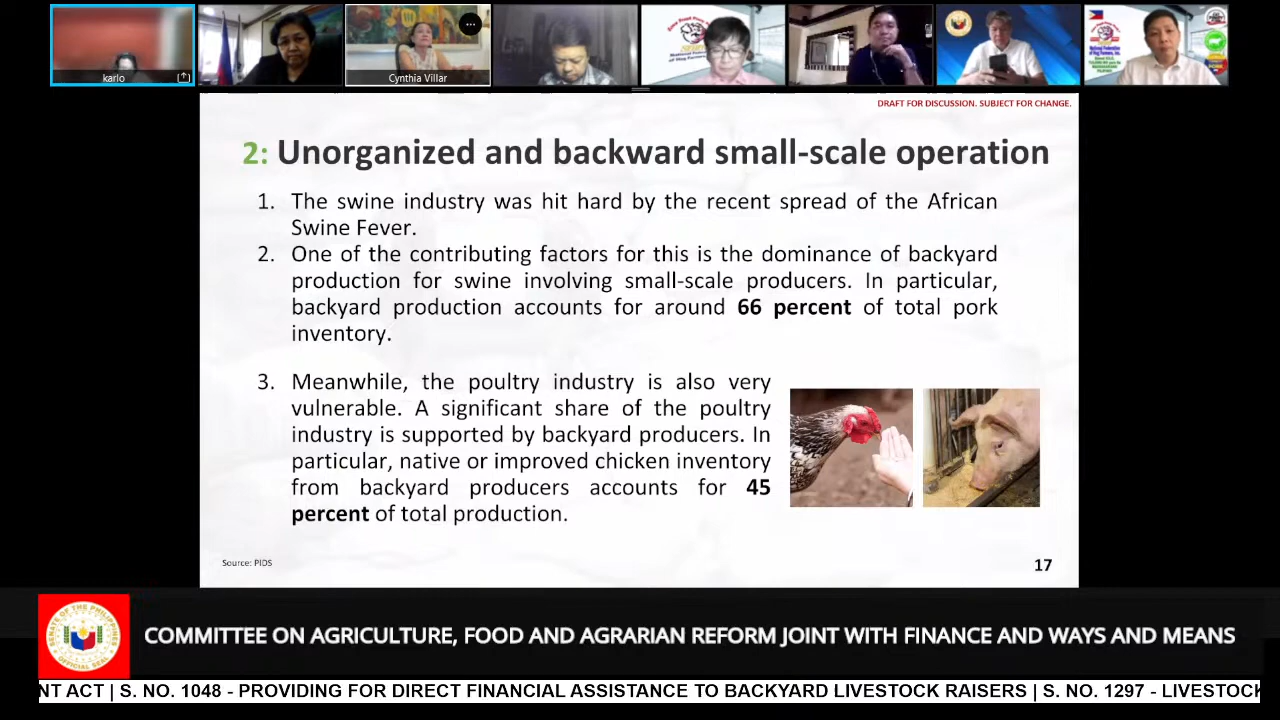 karlo
Cynthia Villar
DRAFT FOR DISCUSSION. SUBJECT FOR CHANGE.
2: Unorganized and backward small-scale operation
1. The swine industry was hit hard by the recent spread of the African
Swine Fever.
2. One of the contributing factors for this is the dominance of backyard
production for swine involving small-scale producers. In particular,
backyard production accounts for around 66 percent of total pork
inventory.
3. Meanwhile, the poultry industry is also very
vulnerable. A significant share of the poultry
industry is supported by backyard producers. In
particular, native or improved chicken inventory
from backyard producers accounts for 45
percent of total production.
Source: PIDS
17
SENATE OF THE PHILIPPINES
OFFICIAL SEAL
COMMITTEE ON AGRICULTURE, FOOD AND AGRARIAN REFORM JOINT WITH FINANCE AND WAYS AND MEANS
NT ACT | S. NO. 1048 - PROVIDING FOR DIRECT FINANCIAL ASSISTANCE TO BACKYARD LIVESTOCK RAISERS | S. NO. 1297 - LIVESTOCK